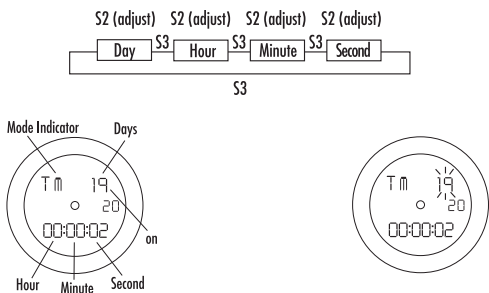 S2 (adjust) S2 (adjust) S2 (adjust) S2 (adjust)
Day S3 Hour S3 Minute S3 Second
S3
Mode Indicator Days
TM 19
20
on
00:00:02
Hour Minute Second
TM 19
20
00:00:02